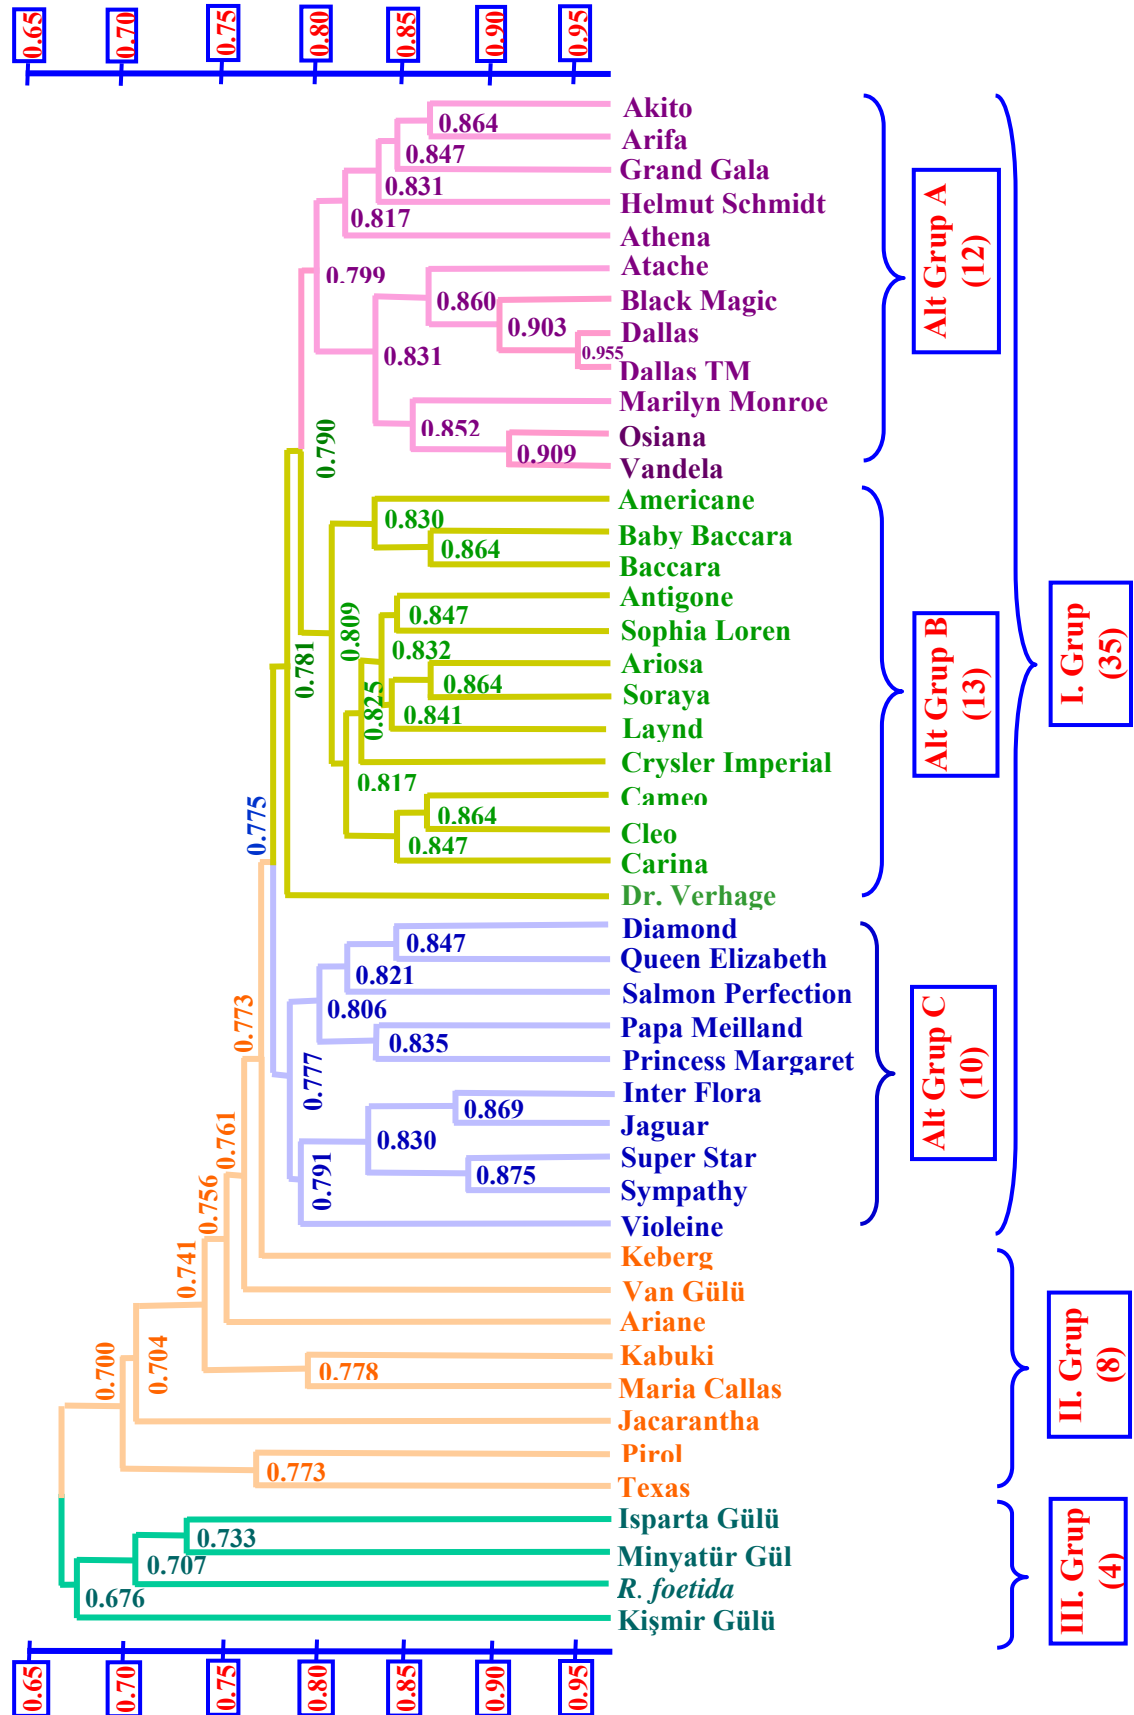 0.65 0.70 0.75 0.80 0.85 0.90 0.95
Akito
0.864
Arifa
0.847
Grand Gala
0.831
Helmut Schmidt
0.817
Athena
Atache
0.799
0.860
Black Magic
0.903
Dallas
0.955
0.831
Dallas TM
Marilyn Monroe
0.852
Osiana
0.909
Vandela
0.790
Americane
0.830
Baby Baccara
0.864
Baccara
Antigone
0.847
0.809
Sophia Loren
0.832
Ariosa
0.781
0.864
Soraya
0.825
0.841
Laynd
Crysler Imperial
0.817
Cameo
0.864
0.775
Cleo
0.847
Carina
Dr. Verhage
Diamond
0.847
Queen Elizabeth
0.821
Salmon Perfection
0.806
0.773
Papa Meilland
0.835
Princess Margaret
0.777
Inter Flora
0.869
Jaguar
0.761
0.830
Super Star
0.875
0.791
Sympathy
0.756
Violeine
Keberg
0.741
Van Gülü
Ariane
Kabuki
0.704
0.700
0.778
Maria Callas
Jacarantha
Pirol
0.773
Texas
Isparta Gülü
0.733
Minyatür Gül
0.707
R. foetida
0.676
Kişmir Gülü
Alt Grup A
(12)
Alt Grup B
(13)
Alt Grup C
(10)
I. Grup
(35)
II. Grup
(8)
III. Grup
(4)
0.65 0.70 0.75 0.80 0.85 0.90 0.95